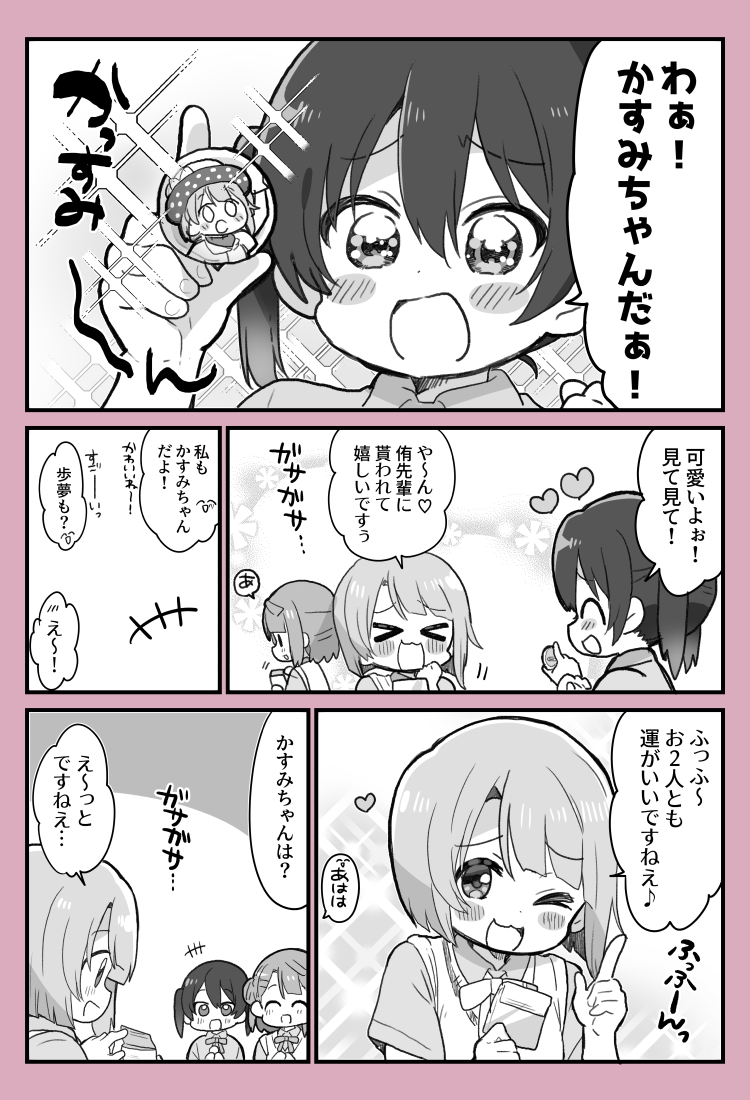 わぁ！
かすみちゃんだぁ！
かっすみ
〜ん
可愛いよぉ！
見て見て！
や〜ん♡
侑先輩に
貰われて
嬉しいですぅ
ガサガサ…
あ
私も
かすみちゃん
だよ！
かわいいねー！
すごーーいっ
歩夢も？
え〜！
ふっふ〜
お2人とも
運がいいですねえ♪
ふっふーんっ
あはは
かすみちゃんは？
ガサガサ…
え〜っと
ですねえ…